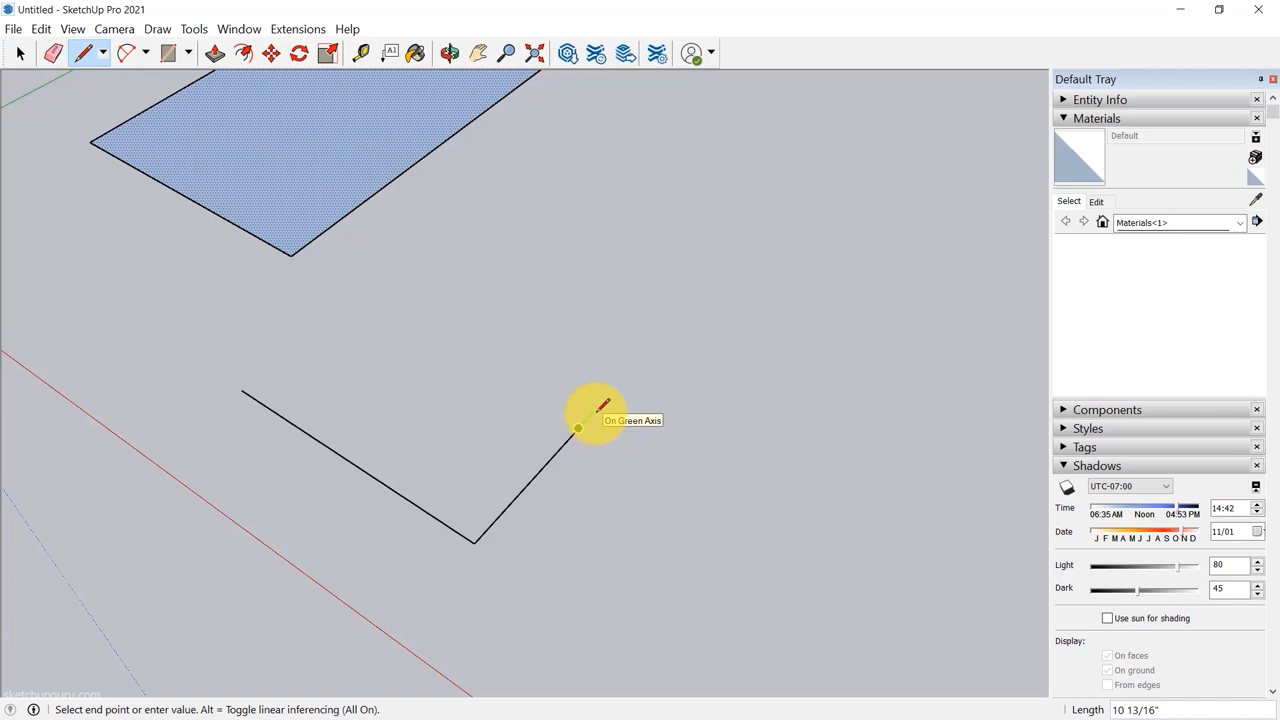 Untitled - SketchUp Pro 2021
File Edit View Camera Draw Tools Window Extensions Help
Default Tray
Entity Info
Materials
Default
Select Edit
Materials<1>
On Green Axis
Components
Styles
Tags
Shadows
UTC-07:00
Time
06:35 AM Noon 04:53 PM
14:42
Date
J F M A M J J A S O N D
11/01
Light 80
Dark 45
Use sun for shading
Display:
On faces
On ground
From edges
sketchupguru.com
Select end point or enter value. Alt = Toggle linear inferencing (All On).
Length 10 13/16"